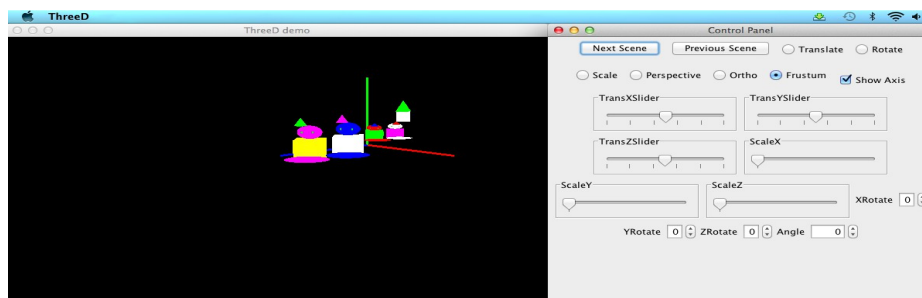 ThreeD
ThreeD demo
Control Panel
Next Scene Previous Scene Translate Rotate
Scale Perspective Ortho Frustum Show Axis
TransXSlider TransYSlider
TransZSlider ScaleX
ScaleY ScaleZ XRotate 0
YRotate 0 ZRotate 0 Angle 0